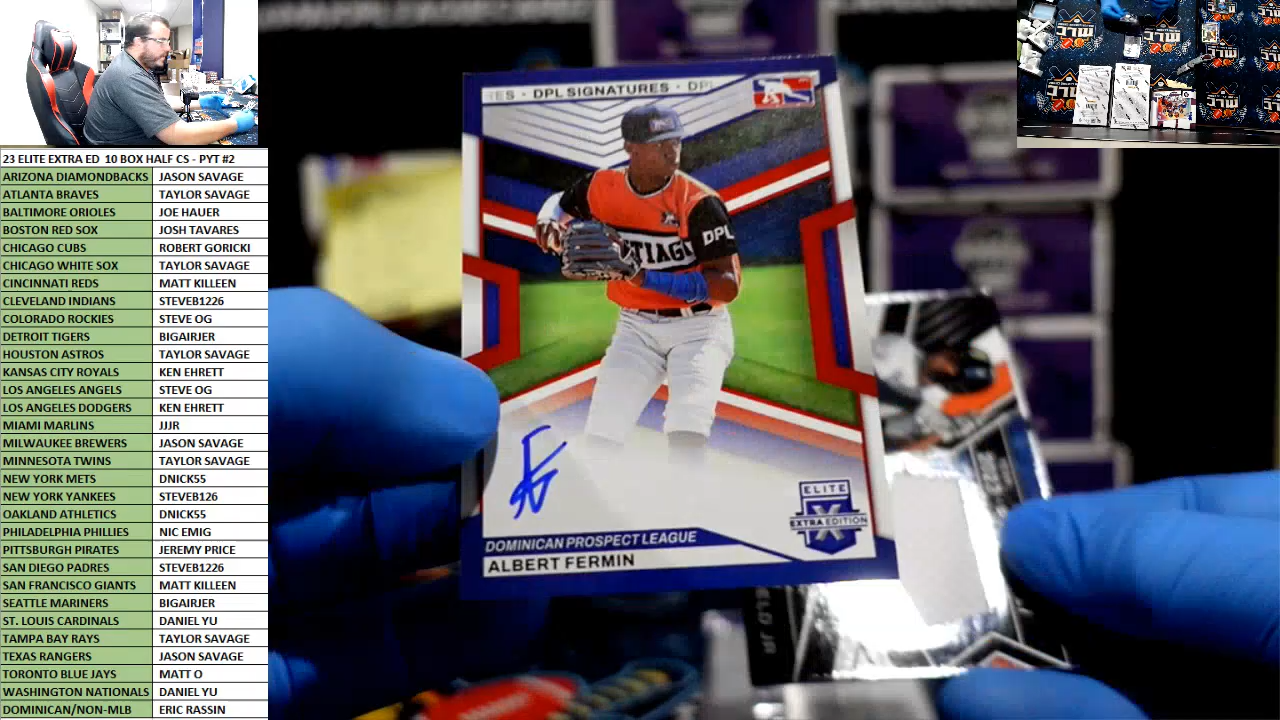 23 ELITE EXTRA ED 10 BOX HALF CS - PYT #2
ARIZONA DIAMONDBACKS JASON SAVAGE
ATLANTA BRAVES TAYLOR SAVAGE
BALTIMORE ORIOLES JOE HAUER
BOSTON RED SOX JOSH TAVARES
CHICAGO CUBS ROBERT GORICKI
CHICAGO WHITE SOX TAYLOR SAVAGE
CINCINNATI REDS MATT KILLEEN
CLEVELAND INDIANS STEVEB1226
COLORADO ROCKIES STEVE OG
DETROIT TIGERS BIGAIRJER
HOUSTON ASTROS TAYLOR SAVAGE
KANSAS CITY ROYALS KEN EHRETT
LOS ANGELES ANGELS STEVE OG
LOS ANGELES DODGERS KEN EHRETT
MIAMI MARLINS JJJR
MILWAUKEE BREWERS JASON SAVAGE
MINNESOTA TWINS TAYLOR SAVAGE
NEW YORK METS DNICK55
NEW YORK YANKEES STEVEB126
OAKLAND ATHLETICS DNICK55
PHILADELPHIA PHILLIES NIC EMIG
PITTSBURGH PIRATES JEREMY PRICE
SAN DIEGO PADRES STEVEB1226
SAN FRANCISCO GIANTS MATT KILLEEN
SEATTLE MARINERS BIGAIRJER
ST. LOUIS CARDINALS DANIEL YU
TAMPA BAY RAYS TAYLOR SAVAGE
TEXAS RANGERS JASON SAVAGE
TORONTO BLUE JAYS MATT O
WASHINGTON NATIONALS DANIEL YU
DOMINICAN/NON-MLB ERIC RASSIN
RES · DPL SIGNATURES · DPL
TIAGO
DPL
ELITE
EXTRA EDITION
DOMINICAN PROSPECT LEAGUE
ALBERT FERMIN